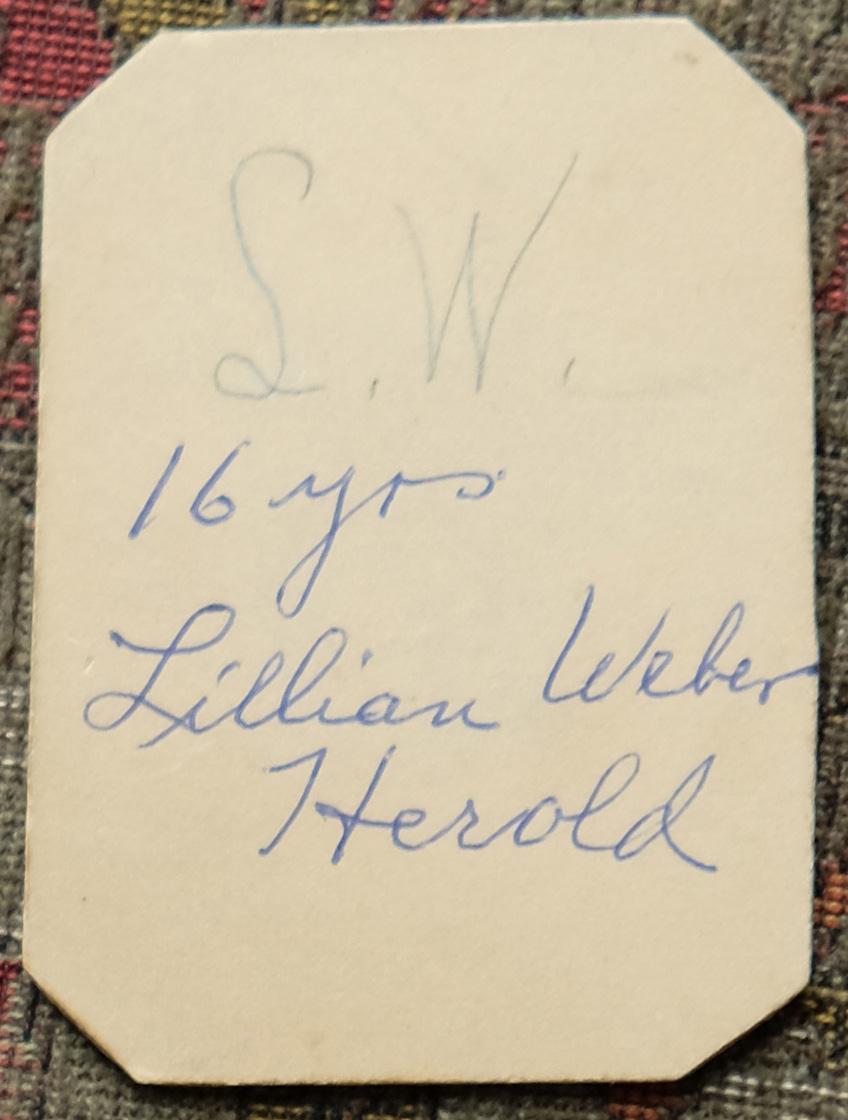 L.W.
16 yrs
Lillian Weber
Herold